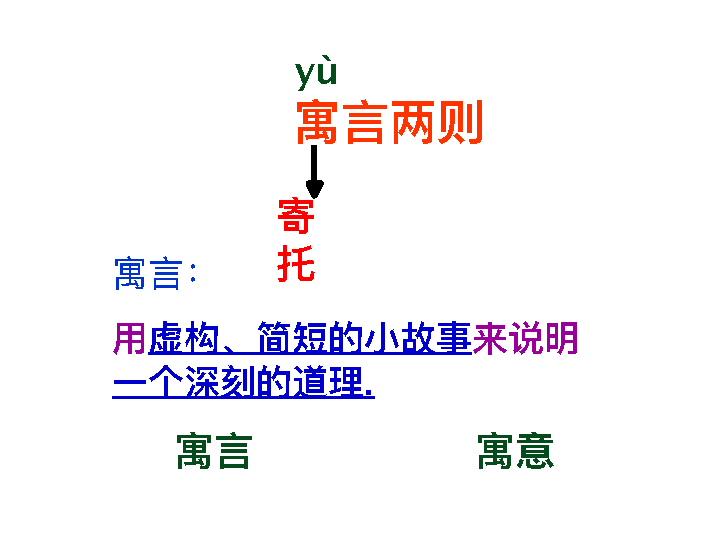 yù
寓言两则
寄
托
寓言：
用虚构、简短的小故事来说明
一个深刻的道理.
寓言 寓意